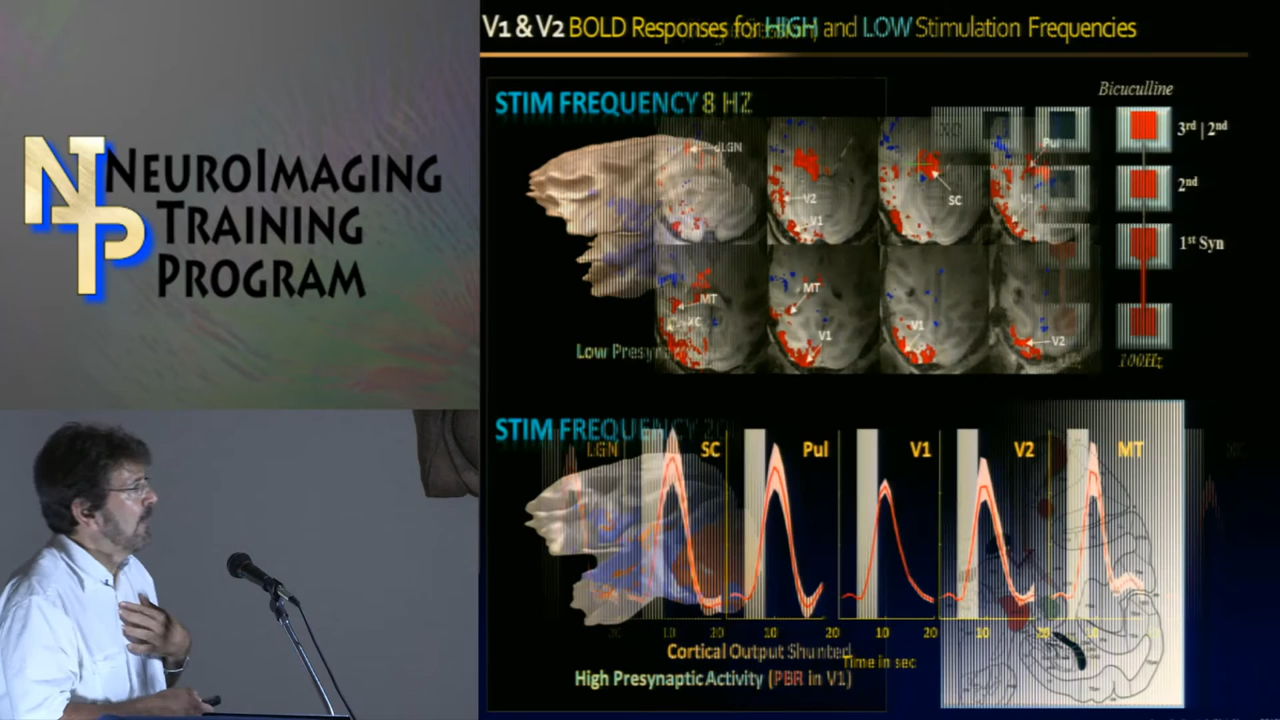 NEUROIMAGING
TRAINING
PROGRAM
V1 & V2 BOLD Responses for HIGH and LOW Stimulation Frequencies
Bicuculline
STIM FREQUENCY 8 HZ
3rd | 2nd
2nd
1st Syn
100Hz
dLGN
V2
V1
SC
Pul
V1
MT
XC
MT
V1
V1
V2
Low
STIM FREQUENCY
LGN
SC
Pul
V1
V2
MT
10
20
10
20
10
20
10
20
Cortical Output Shunted
Time in sec
High Presynaptic Activity (PBR in V1)